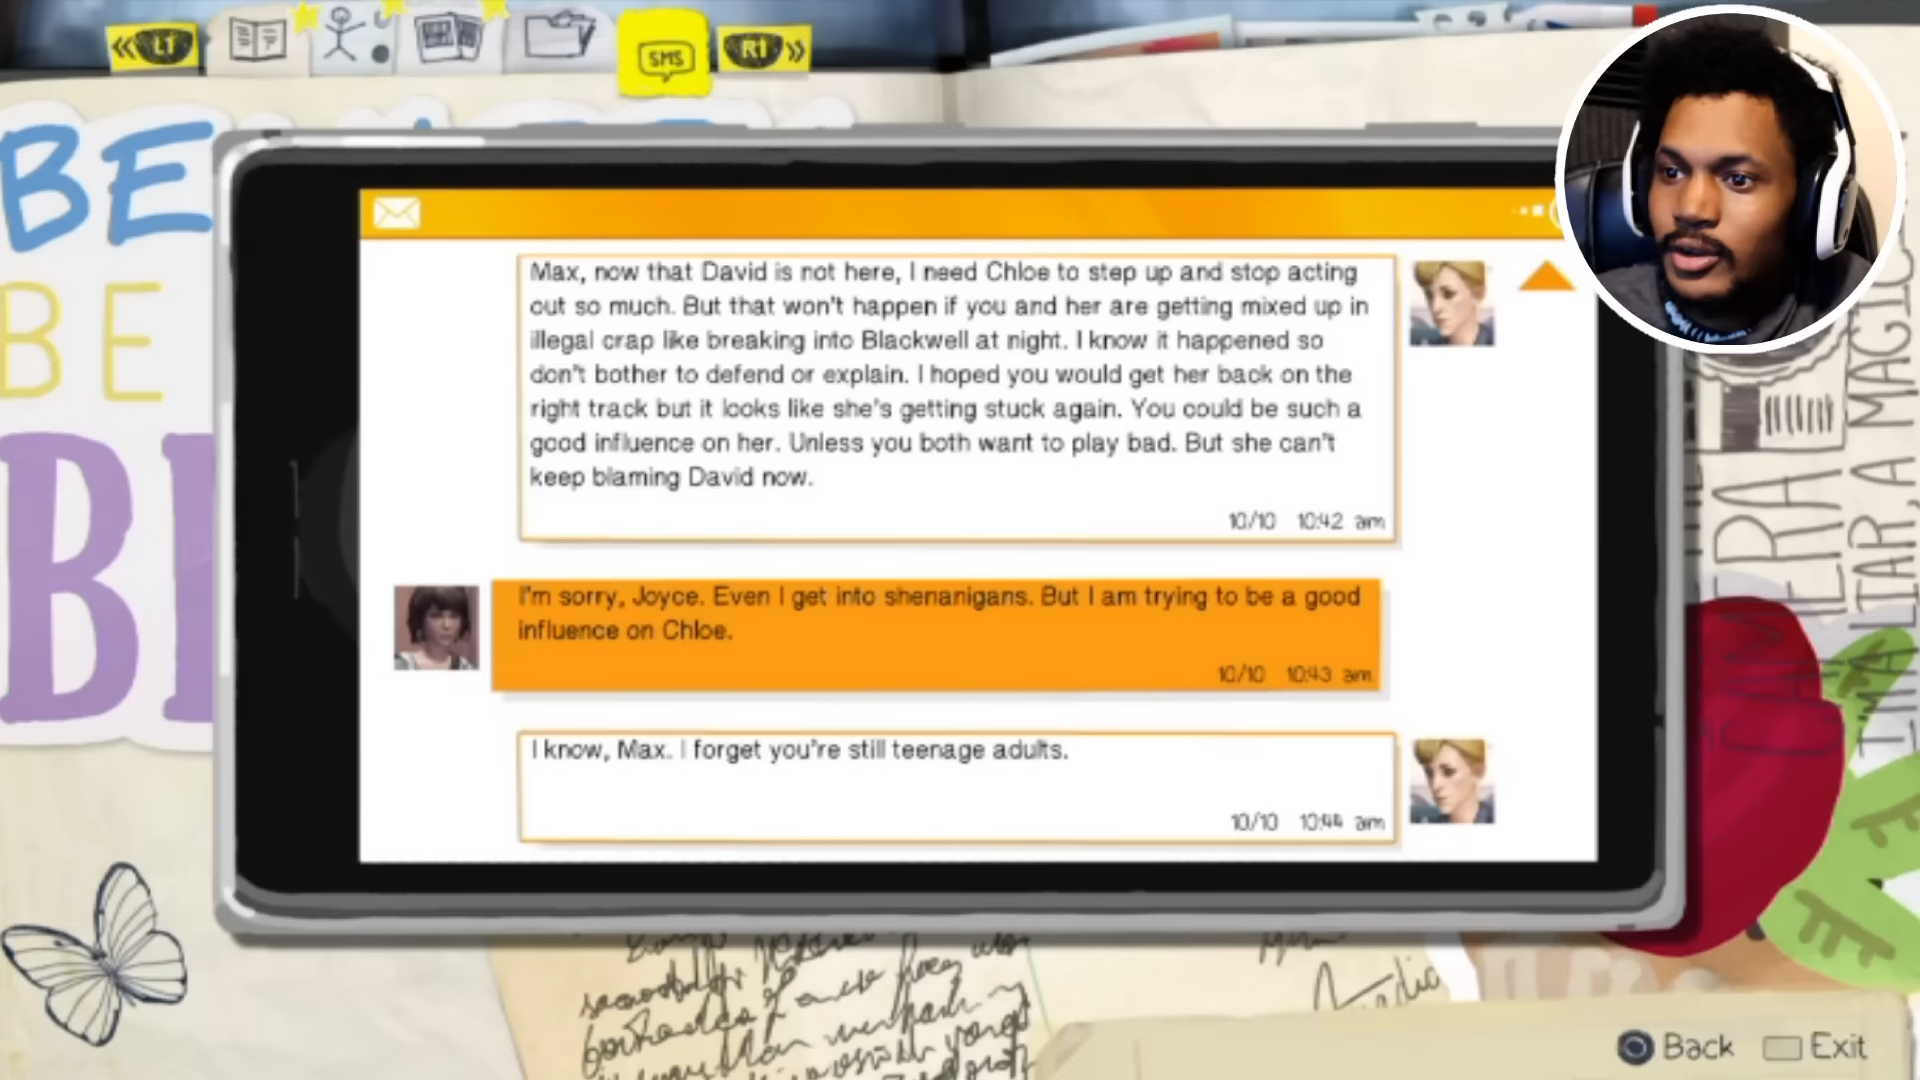 L1
SMS
R1
BE
BE
Max, now that David is not here, I need Chloe to step up and stop acting
out so much. But that won't happen if you and her are getting mixed up in
illegal crap like breaking into Blackwell at night. I know it happened so
don't bother to defend or explain. I hoped you would get her back on the
right track but it looks like she's getting stuck again. You could be such a
good influence on her. Unless you both want to play bad. But she can't
keep blaming David now.
10/10 10:42 am
I'm sorry, Joyce. Even I get into shenanigans. But I am trying to be a good
influence on Chloe.
10/10 10:43 am
I know, Max. I forget you're still teenage adults.
10/10 10:44 am
Back Exit